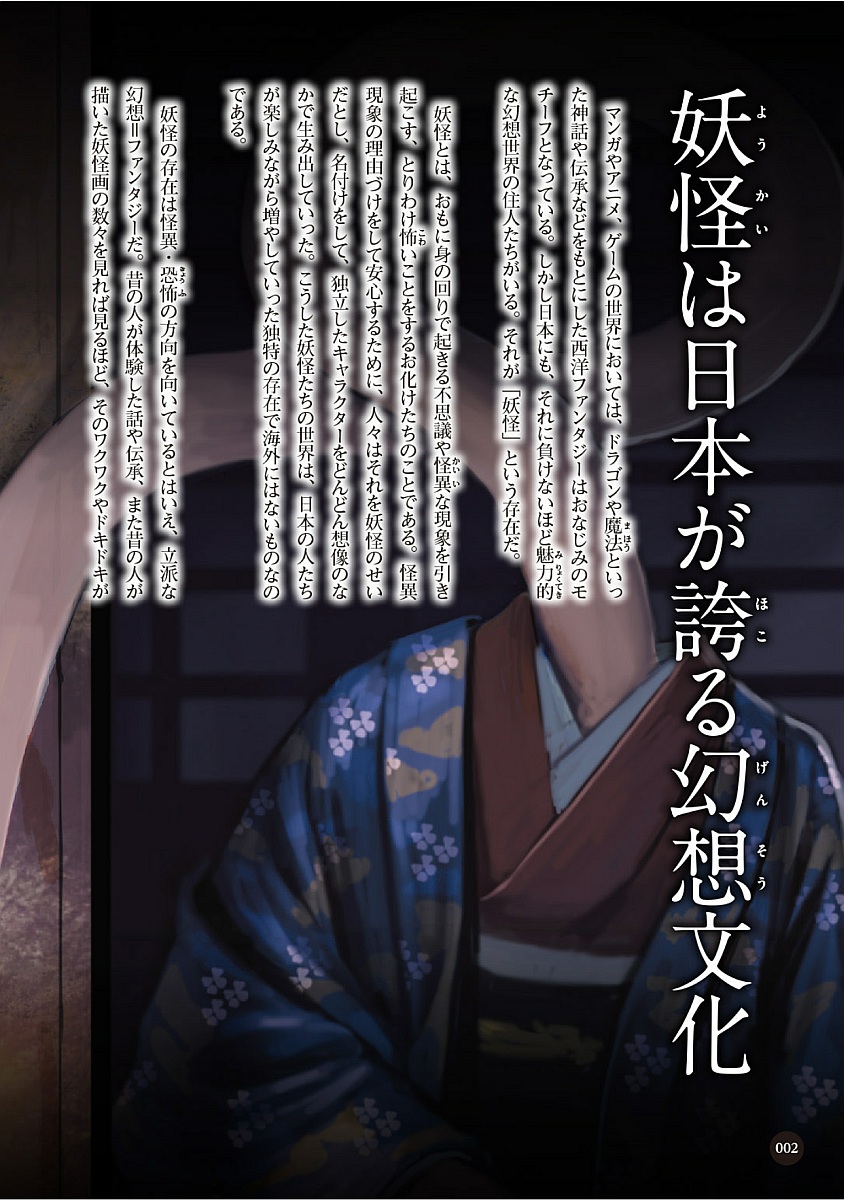 妖怪は日本が誇る幻想文化
マンガやアニメ、ゲームの世界においては、ドラゴンや魔法といっ
た神話や伝承などをもとにした西洋ファンタジーはおなじみのモ
チーフとなっている。しかし日本にも、それに負けないほど魅力的
な幻想世界の住人たちがいる。それが「妖怪」という存在だ。
妖怪とは、おもに身の回りで起きる不思議や怪異な現象を引き
起こす、とりわけ怖いことをするお化けたちのことである。怪異
現象の理由づけをして安心するために、人々はそれを妖怪のせい
だとし、名付けをして、独立したキャラクターをどんどん想像のな
かで生み出していった。こうした妖怪たちの世界は、日本の人たち
が楽しみながら増やしていった独特の存在で海外にはないものなの
である。
妖怪の存在は怪異・恐怖の方向を向いているとはいえ、立派な
幻想＝ファンタジーだ。昔の人が体験した話や伝承、また昔の人が
描いた妖怪画の数々を見れば見るほど、そのワクワクやドキドキが
002